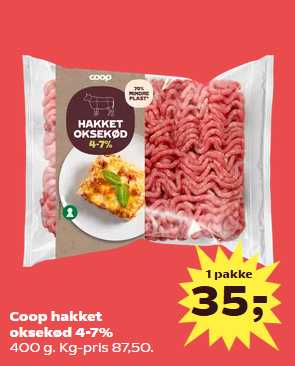 coop
70%
MINDRE
PLAST*
HAKKET
OKSEKØD
4-7%
1 pakke
35,-
Coop hakket
oksekød 4-7%
400 g. Kg-pris 87,50.